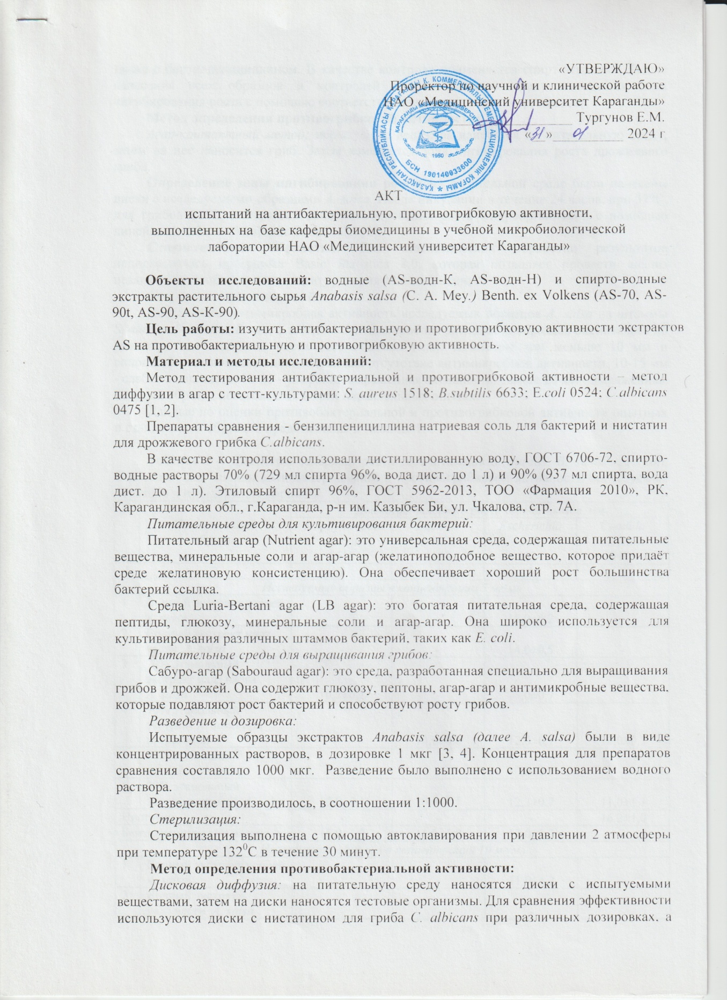 «УТВЕРЖДАЮ»
Проректор по научной и клинической работе
НАО «Медицинский университет Караганды»
Тургунов Е.М.
«31» 01 2024 г
ҚАЗАҚСТАН РЕСПУБЛИКАСЫ ҚАРАҒАНДЫ Қ. КОММЕРЦИЯЛЫҚ ЕМЕС АКЦИОНЕРЛІК ҚОҒАМЫ
ҚАРАҒАНДЫ МЕДИЦИНА УНИВЕРСИТЕТІ
1950
БСН 190140033600
АКТ
испытаний на антибактериальную, противогрибковую активности,
выполненных на базе кафедры биомедицины в учебной микробиологической
лаборатории НАО «Медицинский университет Караганды»
Объекты исследований: водные (AS-водн-К, AS-водн-Н) и спирто-водные
экстракты растительного сырья Anabasis salsa (С. А. Mey.) Benth. ex Volkens (AS-70, AS-
90t, AS-90, AS-К-90).
Цель работы: изучить антибактериальную и противогрибковую активности экстрактов
AS на противобактериальную и противогрибковую активность.
Материал и методы исследований:
Метод тестирования антибактериальной и противогрибковой активности – метод
диффузии в агар с тестт-культурами: S. aureus 1518; B.subtilis 6633; E.coli 0524; C.albicans
0475 [1, 2].
Препараты сравнения - бензилпенициллина натриевая соль для бактерий и нистатин
для дрожжевого грибка C.albicans.
В качестве контроля использовали дистиллированную воду, ГОСТ 6706-72, спирто-
водные растворы 70% (729 мл спирта 96%, вода дист. до 1 л) и 90% (937 мл спирта, вода
дист. до 1 л). Этиловый спирт 96%, ГОСТ 5962-2013, ТОО «Фармация 2010», РК,
Карагандинская обл., г.Караганда, р-н им. Казыбек Би, ул. Чкалова, стр. 7А.
Питательные среды для культивирования бактерий:
Питательный агар (Nutrient agar): это универсальная среда, содержащая питательные
вещества, минеральные соли и агар-агар (желатиноподобное вещество, которое придаёт
среде желатиновую консистенцию). Она обеспечивает хороший рост большинства
бактерий ссылка.
Среда Luria-Bertani agar (LB agar): это богатая питательная среда, содержащая
пептиды, глюкозу, минеральные соли и агар-агар. Она широко используется для
культивирования различных штаммов бактерий, таких как E. coli.
Питательные среды для выращивания грибов:
Сабуро-агар (Sabouraud agar): это среда, разработанная специально для выращивания
грибов и дрожжей. Она содержит глюкозу, пептоны, агар-агар и антимикробные вещества,
которые подавляют рост бактерий и способствуют росту грибов.
Разведение и дозировка:
Испытуемые образцы экстрактов Anabasis salsa (далее A. salsa) были в виде
концентрированных растворов, в дозировке 1 мкг [3, 4]. Концентрация для препаратов
сравнения составляло 1000 мкг. Разведение было выполнено с использованием водного
раствора.
Разведение производилось, в соотношении 1:1000.
Стерилизация:
Стерилизация выполнена с помощью автоклавирования при давлении 2 атмосферы
при температуре 132⁰С в течение 30 минут.
Метод определения противобактериальной активности:
Дисковая диффузия: на питательную среду наносятся диски с испытуемыми
веществами, затем на диски наносятся тестовые организмы. Для сравнения эффективности
используются диски с нистатином для гриба C. albicans при различных дозировках, а